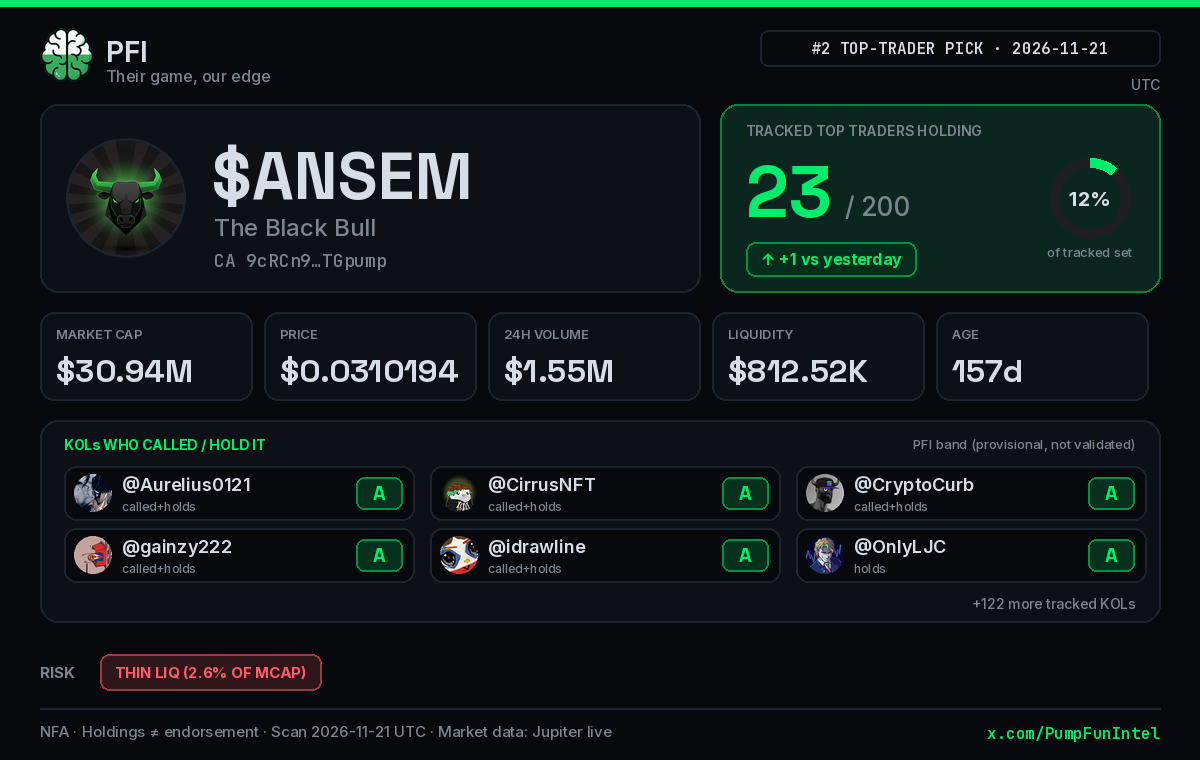 PFI
Their game, our edge
#2 TOP-TRADER PICK · 2026-11-21
UTC
$ANSEM
The Black Bull
CA 9cRCn9…TGpump
TRACKED TOP TRADERS HOLDING
23 / 200
↑ +1 vs yesterday
12%
of tracked set
MARKET CAP
$30.94M
PRICE
$0.0310194
24H VOLUME
$1.55M
LIQUIDITY
$812.52K
AGE
157d
KOLs WHO CALLED / HOLD IT
PFI band (provisional, not validated)
@Aurelius0121
called+holds
A
@CirrusNFT
called+holds
A
@CryptoCurb
called+holds
A
@gainzy222
called+holds
A
@idrawline
called+holds
A
@OnlyLJC
holds
A
+122 more tracked KOLs
RISK
THIN LIQ (2.6% OF MCAP)
NFA · Holdings ≠ endorsement · Scan 2026-11-21 UTC · Market data: Jupiter live
x.com/PumpFunIntel